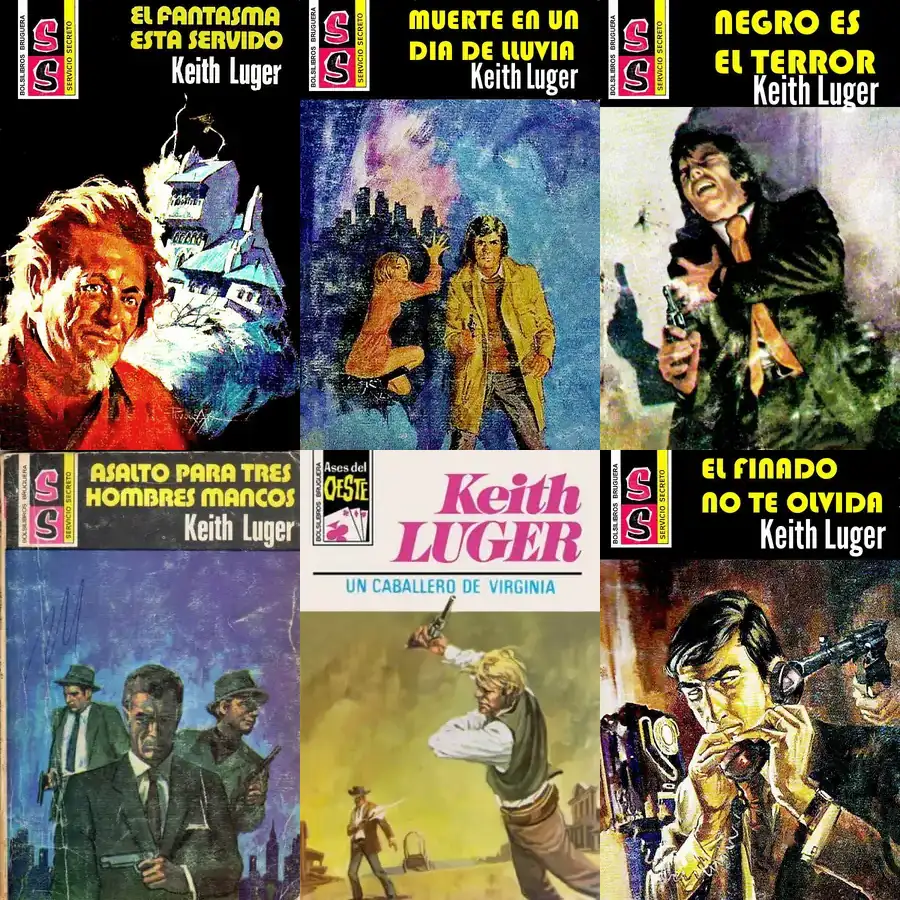 BOLSILIBROS BRUGUERA
SS
SERVICIO SECRETO
EL FANTASMA
ESTA SERVIDO
Keith Luger
BOLSILIBROS BRUGUERA
SS
SERVICIO SECRETO
MUERTE EN UN
DIA DE LLUVIA
Keith Luger
BOLSILIBROS BRUGUERA
SS
SERVICIO SECRETO
NEGRO ES
EL TERROR
Keith Luger
BOLSILIBROS BRUGUERA
SS
SERVICIO SECRETO
ASALTO PARA TRES
HOMBRES MANCOS
Keith Luger
BOLSILIBROS BRUGUERA
Ases del
OESTE
Keith
LUGER
UN CABALLERO DE VIRGINIA
BOLSILIBROS BRUGUERA
SS
SERVICIO SECRETO
EL FINADO
NO TE OLVIDA
Keith Luger